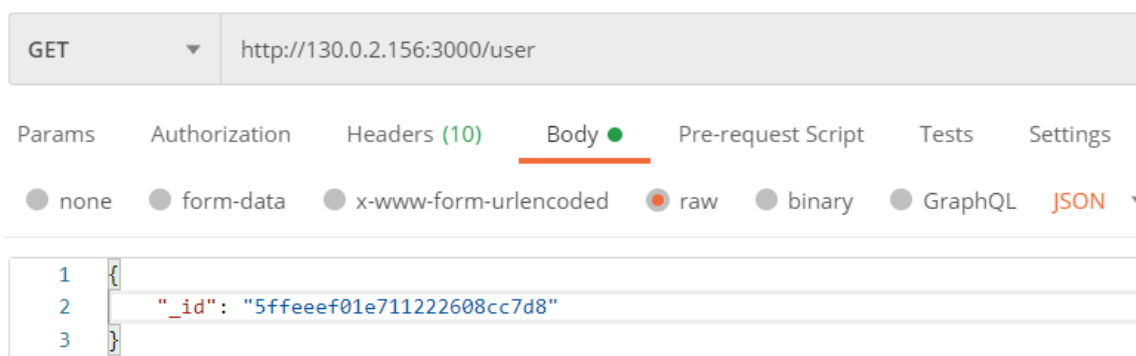 GET http://130.0.2.156:3000/user
Params Authorization Headers (10) Body Pre-request Script Tests Settings
none form-data x-www-form-urlencoded raw binary GraphQL JSON
1 {
2 "_id": "5ffeeef01e711222608cc7d8"
3 }